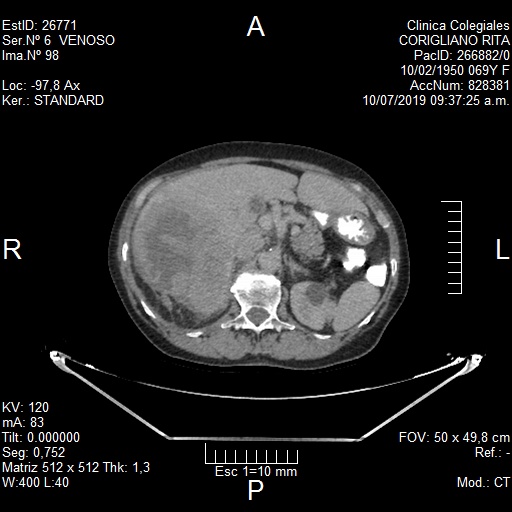 EstID: 26771
Ser.Nº 6 VENOSO
Ima.Nº 98
Loc: -97,8 Ax
Ker.: STANDARD
A
Clinica Colegiales
CORIGLIANO RITA
PacID: 266882/0
10/02/1950 069Y F
AccNum: 828381
10/07/2019 09:37:25 a.m.
R
L
KV: 120
mA: 83
Tilt: 0.000000
Seg: 0,752
Matriz 512 x 512 Thk: 1,3
W:400 L:40
Esc 1=10 mm
P
FOV: 50 x 49,8 cm
Ref.: -
Mod.: CT